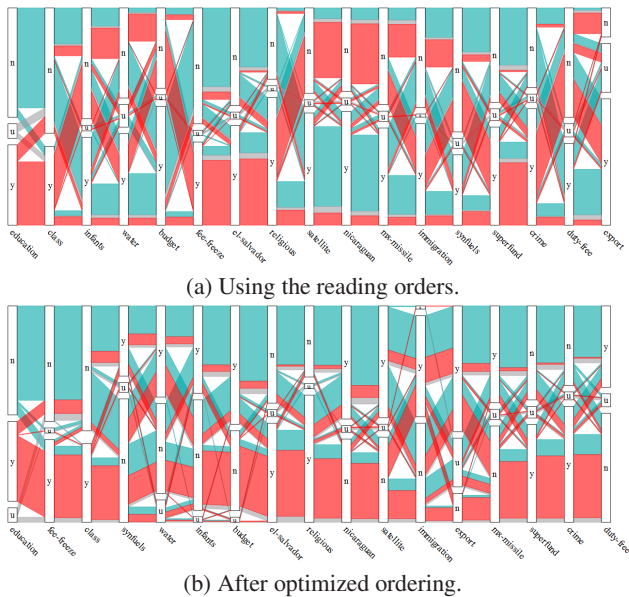 n n n n n n n n n n n n n n n n n
u u u u u u u u u u u u u u u u
y y y y y y y y y y y y y y y y y
education class infants water budget fee-freeze el-salvador religious satellite nicaraguan mx-missile immigration synfuels superfund crime duty-free export
(a) Using the reading orders.
n n n y y y y n n n y n y n n n y y
u u u u u u u u u u u u u u u
y y y n n n n y y y n y n y y y n n
education fee-freeze class synfuels water infants budget el-salvador religious nicaraguan satellite immigration export mx-missile superfund crime duty-free
(b) After optimized ordering.